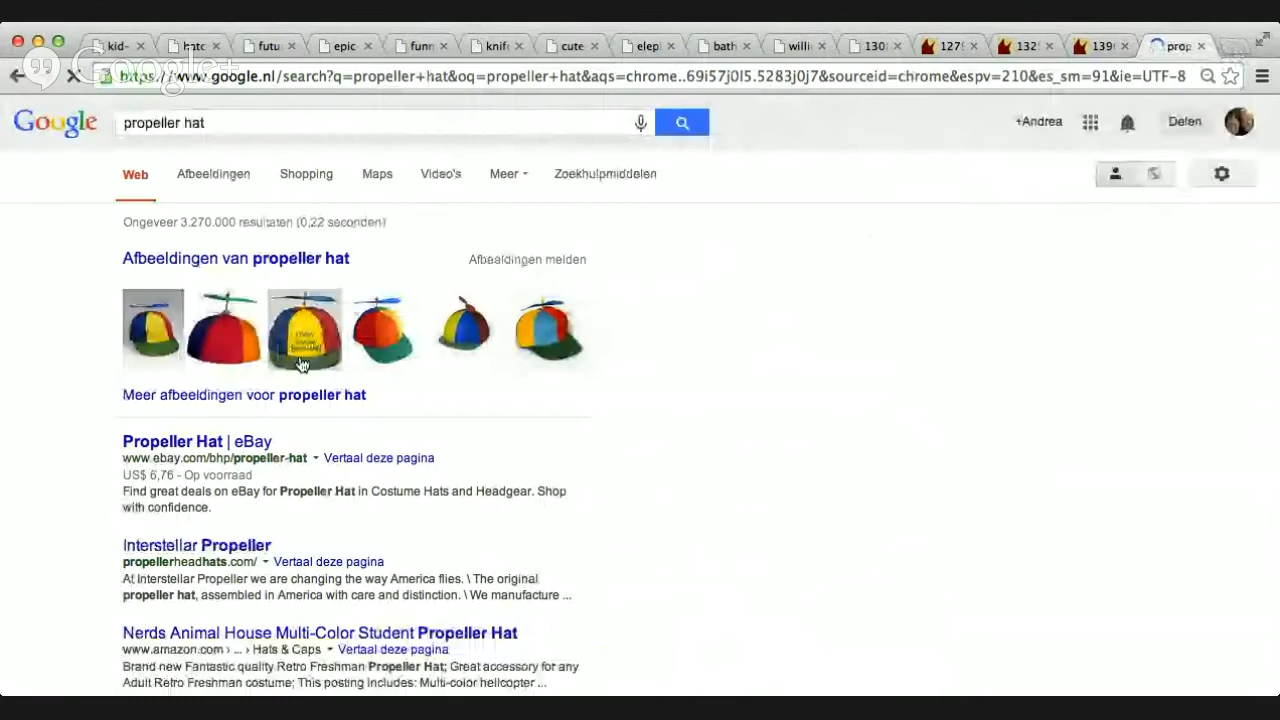 kid-
hatc
futu
epic
funn
knife
cute
elep
bath
willi
130
127
132
139
prop
Google+
https://www.google.nl/search?q=propeller+hat&oq=propeller+hat&aqs=chrome..69i57j0l5.5283j0j7&sourceid=chrome&espv=210&es_sm=91&ie=UTF-8
Google
propeller hat
+Andrea
Delen
Web Afbeeldingen Shopping Maps Video's Meer Zoekhulpmiddelen
Ongeveer 3.270.000 resultaten (0,22 seconden)
Afbeeldingen van propeller hat
Afbeeldingen melden
Meer afbeeldingen voor propeller hat
Propeller Hat | eBay
www.ebay.com/bhp/propeller-hat Vertaal deze pagina
US$ 6,76 - Op voorraad
Find great deals on eBay for Propeller Hat in Costume Hats and Headgear. Shop
with confidence.
Interstellar Propeller
propellerheadhats.com/ Vertaal deze pagina
At Interstellar Propeller we are changing the way America flies. \ The original
propeller hat, assembled in America with care and distinction. \ We manufacture ...
Nerds Animal House Multi-Color Student Propeller Hat
www.amazon.com › ... › Hats & Caps Vertaal deze pagina
Brand new Fantastic quality Retro Freshman Propeller Hat; Great accessory for any
Adult Retro Freshman costume; This posting includes: Multi-color helicopter ...